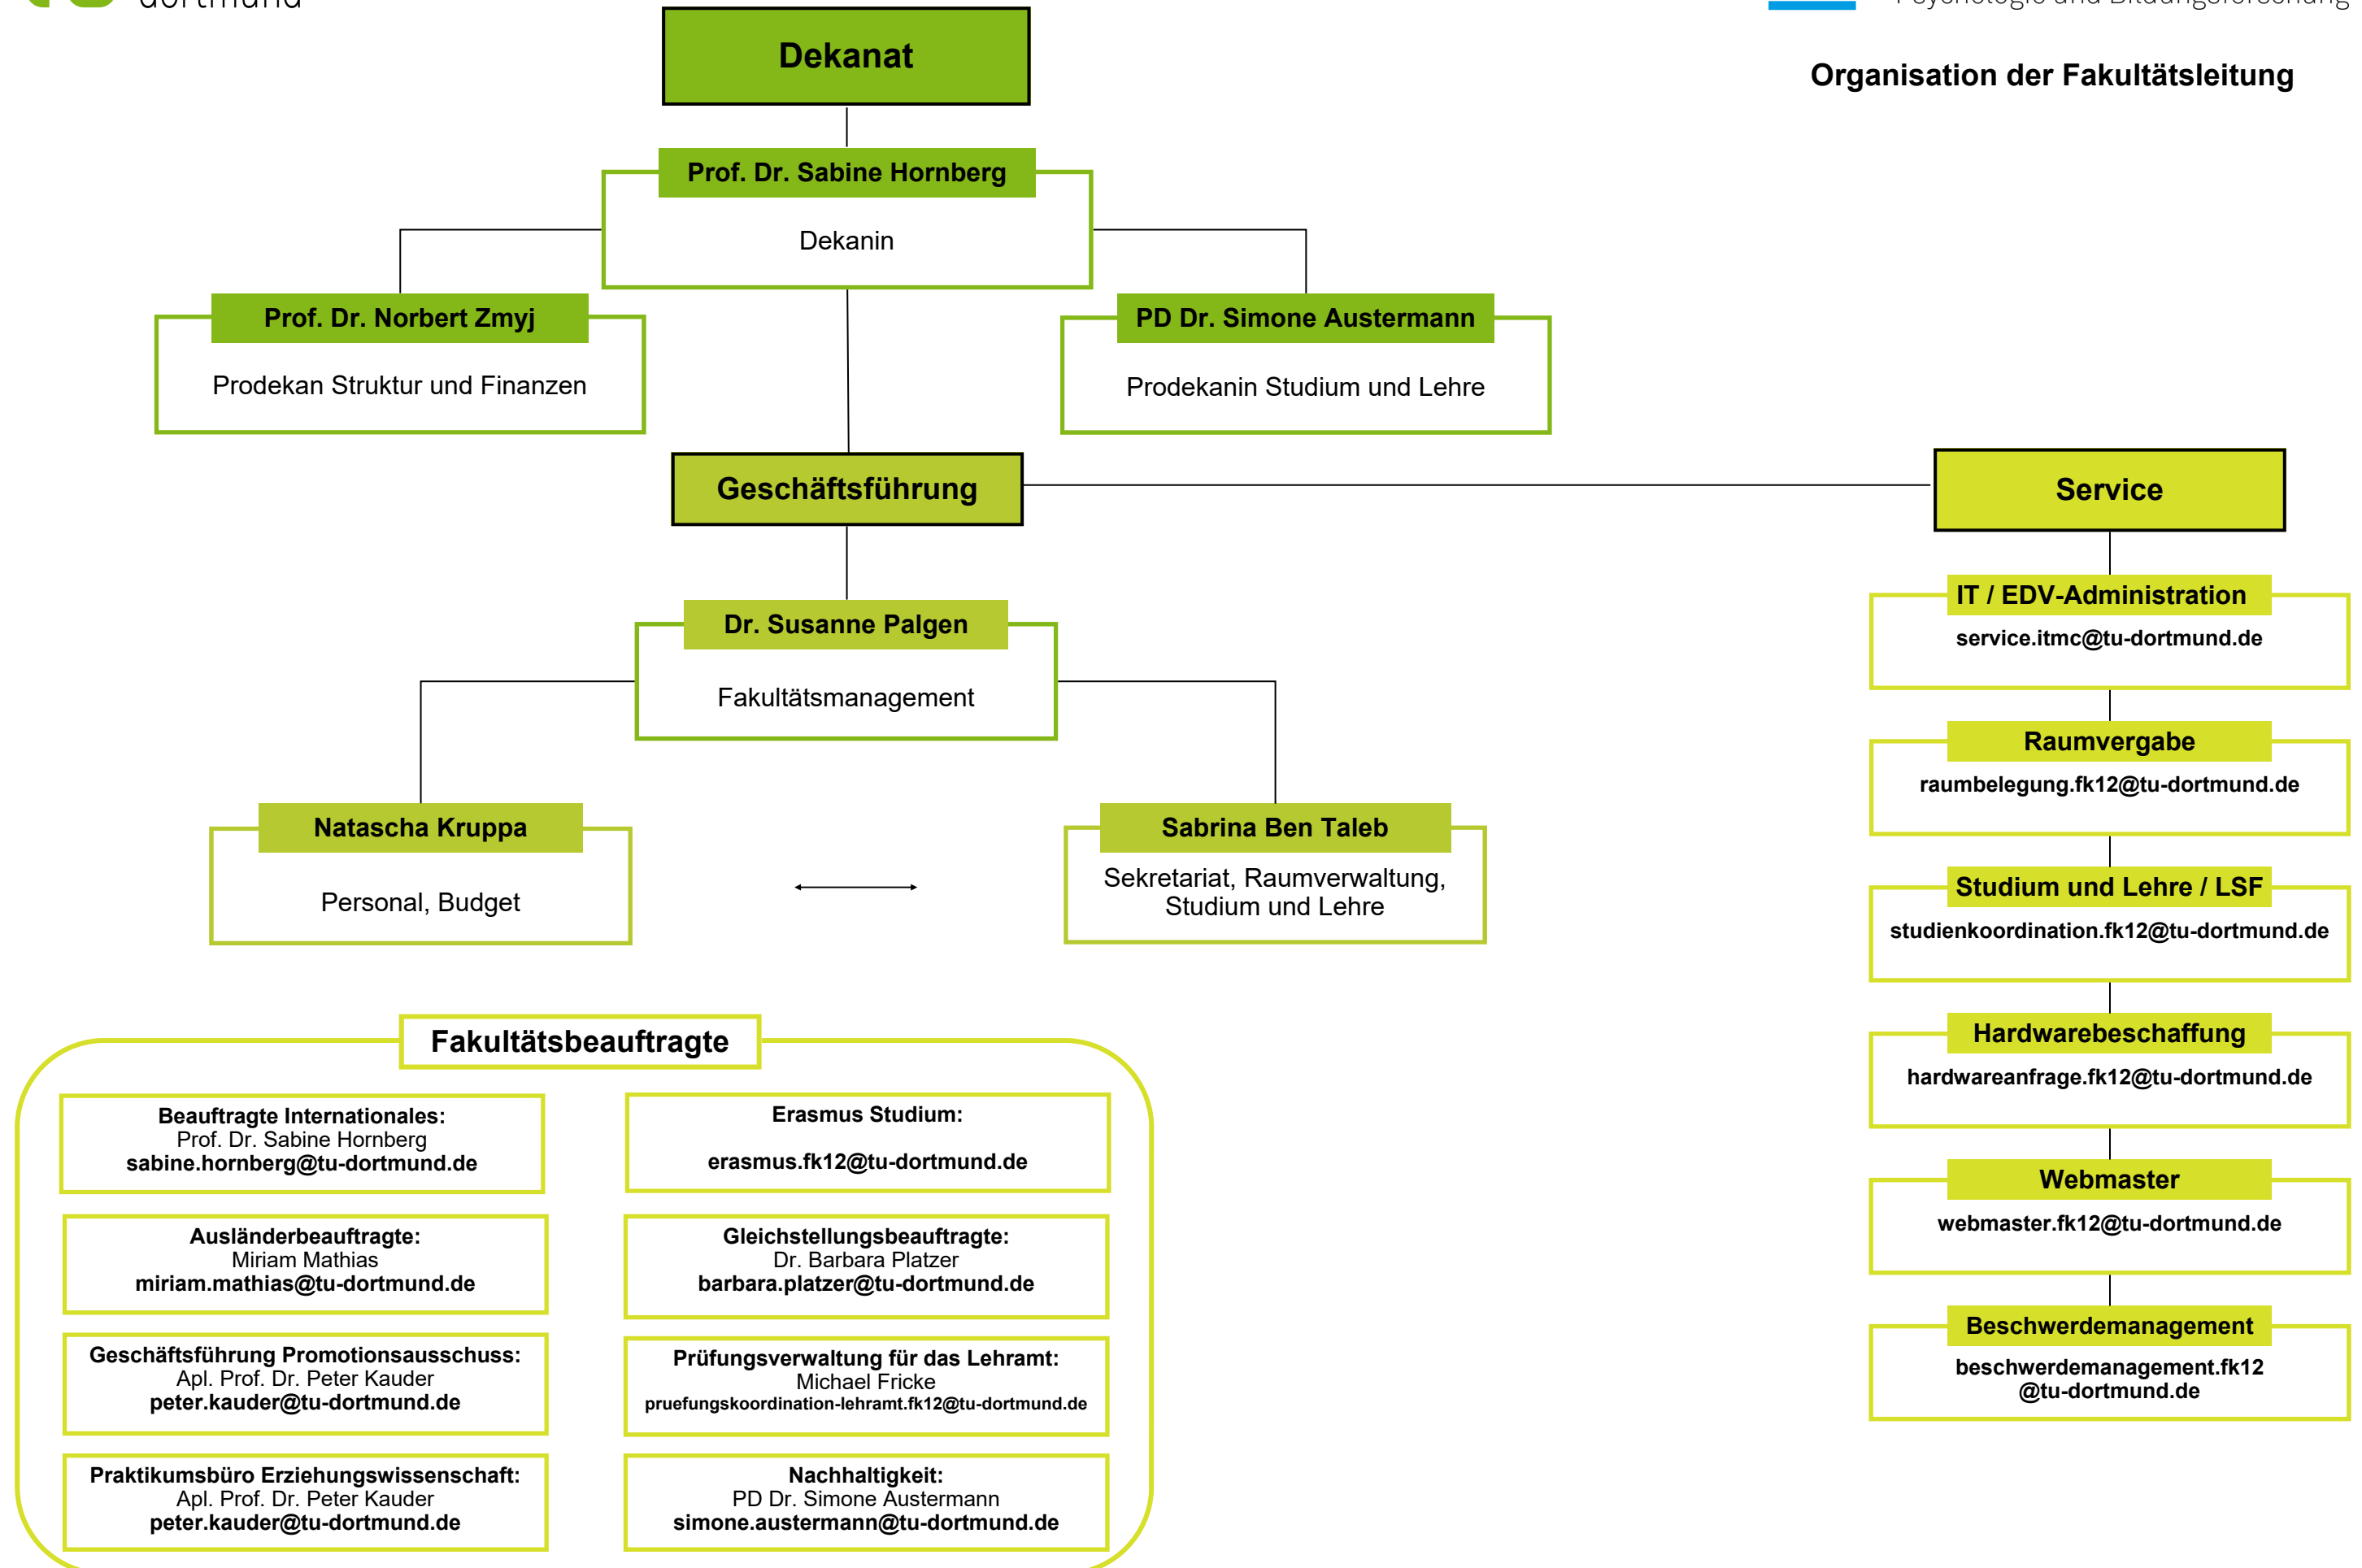 dortmund
Psychologie und Bildungsforschung
Organisation der Fakultätsleitung
Dekanat
Prof. Dr. Sabine Hornberg
Dekanin
Prof. Dr. Norbert Zmyj
Prodekan Struktur und Finanzen
PD Dr. Simone Austermann
Prodekanin Studium und Lehre
Geschäftsführung
Dr. Susanne Palgen
Fakultätsmanagement
Natascha Kruppa
Personal, Budget
Sabrina Ben Taleb
Sekretariat, Raumverwaltung,
Studium und Lehre
Service
IT / EDV-Administration
service.itmc@tu-dortmund.de
Raumvergabe
raumbelegung.fk12@tu-dortmund.de
Studium und Lehre / LSF
studienkoordination.fk12@tu-dortmund.de
Hardwarebeschaffung
hardwareanfrage.fk12@tu-dortmund.de
Webmaster
webmaster.fk12@tu-dortmund.de
Beschwerdemanagement
beschwerdemanagement.fk12
@tu-dortmund.de
Fakultätsbeauftragte
Beauftragte Internationales:
Prof. Dr. Sabine Hornberg
sabine.hornberg@tu-dortmund.de
Erasmus Studium:
erasmus.fk12@tu-dortmund.de
Ausländerbeauftragte:
Miriam Mathias
miriam.mathias@tu-dortmund.de
Gleichstellungsbeauftragte:
Dr. Barbara Platzer
barbara.platzer@tu-dortmund.de
Geschäftsführung Promotionsausschuss:
Apl. Prof. Dr. Peter Kauder
peter.kauder@tu-dortmund.de
Prüfungsverwaltung für das Lehramt:
Michael Fricke
pruefungskoordination-lehramt.fk12@tu-dortmund.de
Praktikumsbüro Erziehungswissenschaft:
Apl. Prof. Dr. Peter Kauder
peter.kauder@tu-dortmund.de
Nachhaltigkeit:
PD Dr. Simone Austermann
simone.austermann@tu-dortmund.de